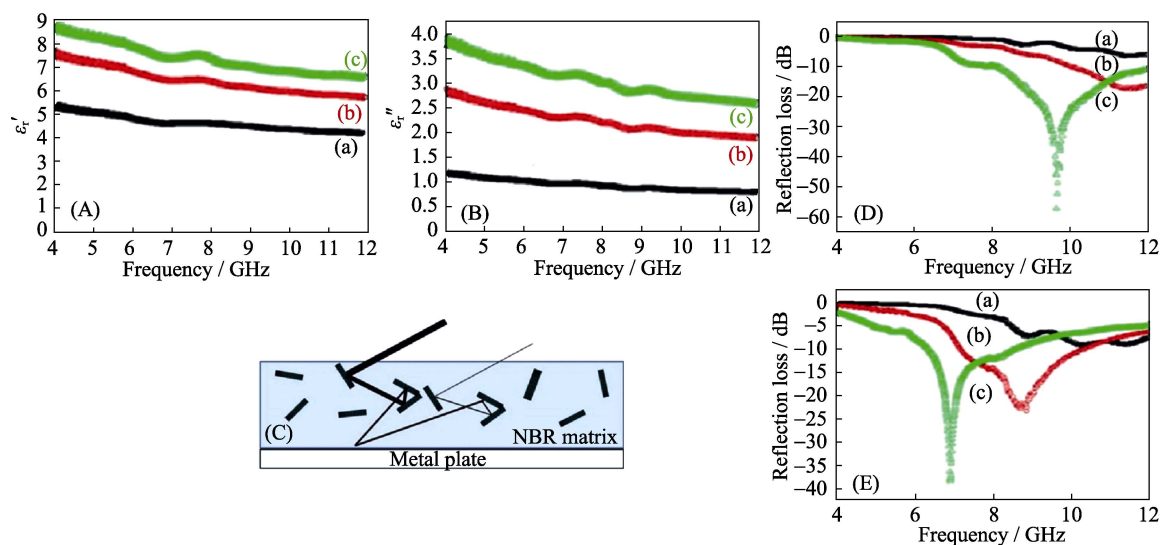 9
8
7
6
5
4
3
2
1
0
εr′
(c)
(b)
(a)
(A)
4 5 6 7 8 9 10 11 12
Frequency / GHz
4.0
3.5
3.0
2.5
2.0
1.5
1.0
0.5
0
εr″
(c)
(b)
(a)
(B)
4 5 6 7 8 9 10 11 12
Frequency / GHz
(C)
NBR matrix
Metal plate
0
−10
−20
−30
−40
−50
−60
Reflection loss / dB
(a)
(b)
(c)
(D)
4 6 8 10 12
0
−5
−10
−15
−20
−25
−30
−35
−40
Reflection loss / dB
(a)
(b)
(c)
(E)
4 6 8 10 12
Frequency / GHz